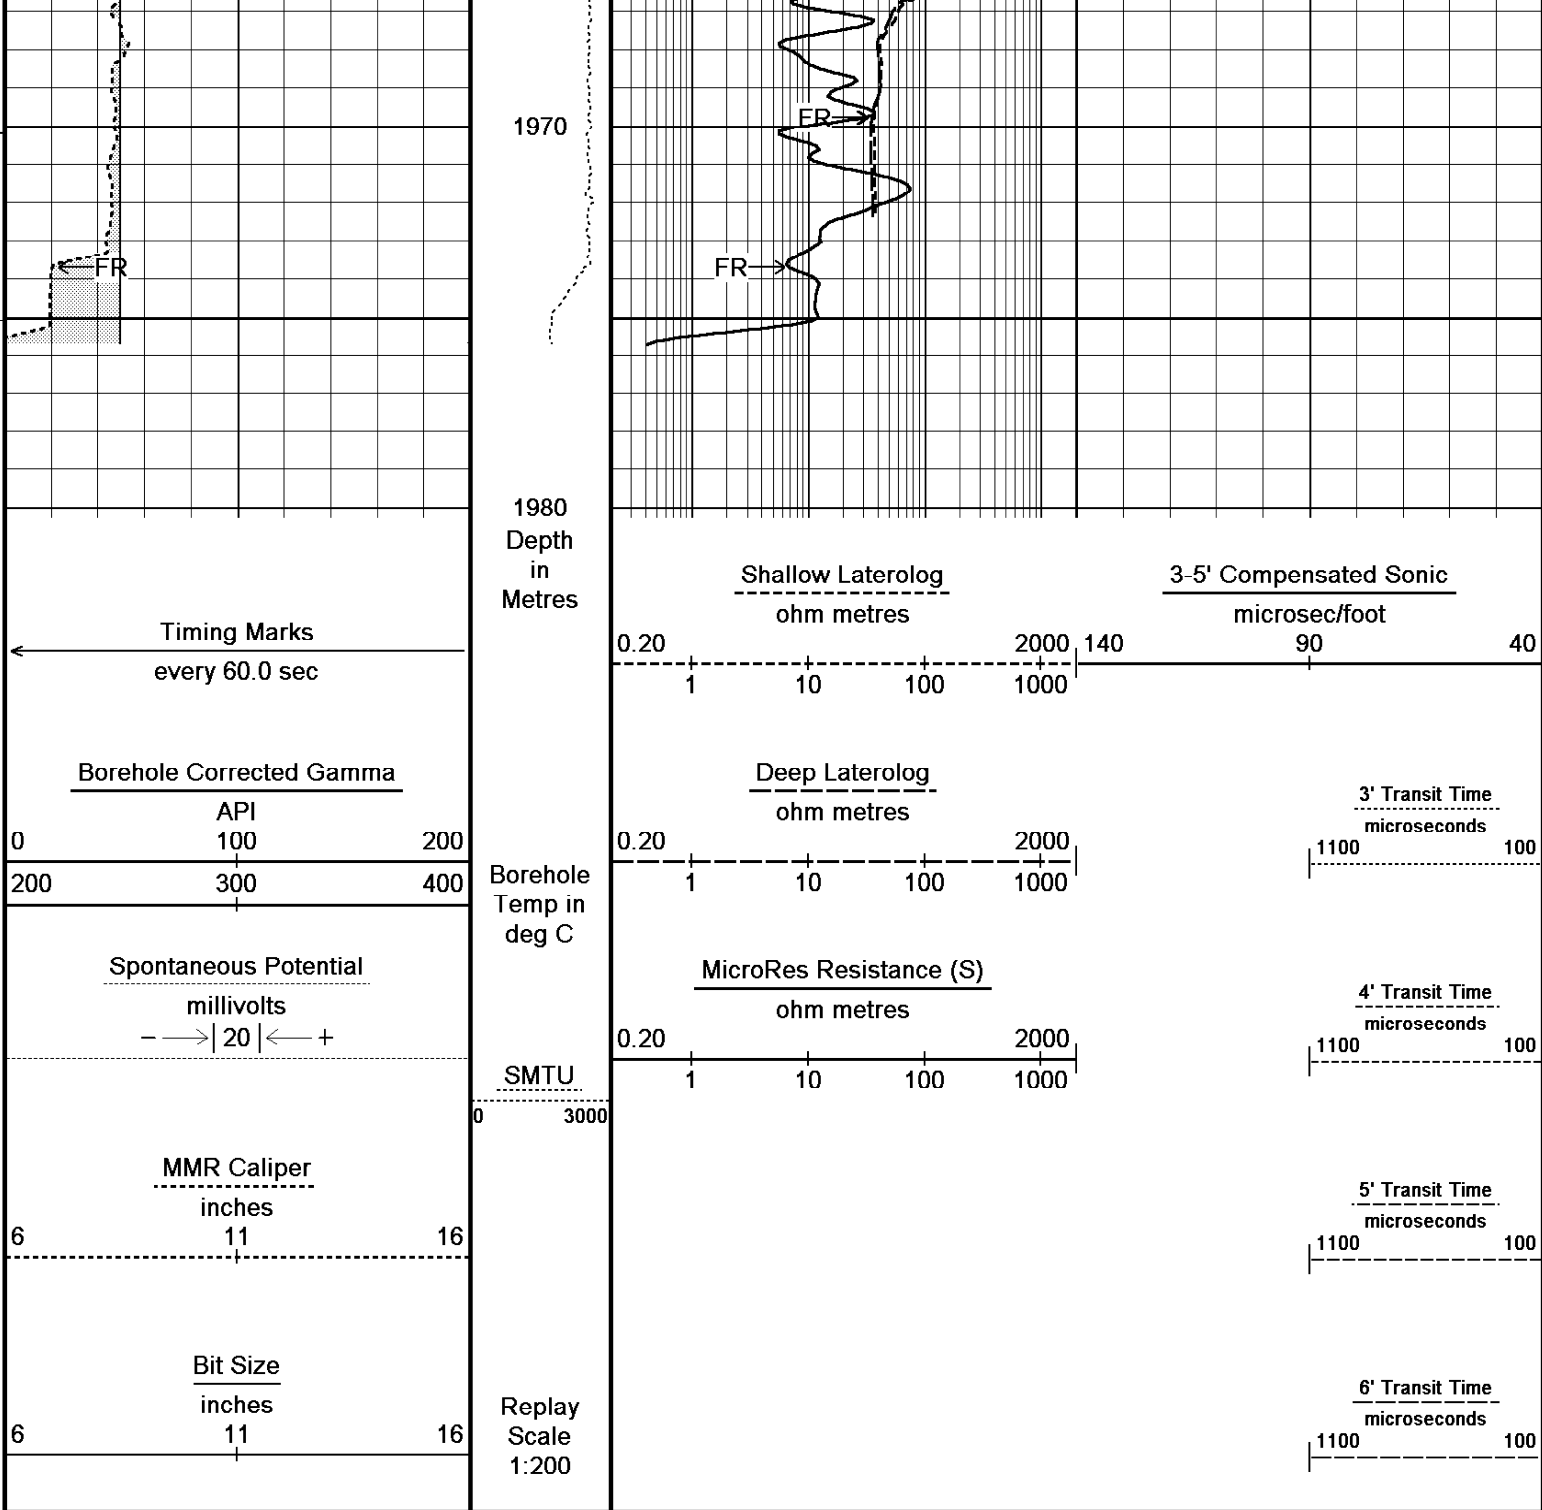 FR
1970
FR
FR
1980
Depth
in
Metres
Timing Marks
every 60.0 sec
Borehole Corrected Gamma
API
0 100 200
200 300 400
Spontaneous Potential
millivolts
− 20 +
MMR Caliper
inches
6 11 16
Bit Size
inches
6 11 16
Borehole
Temp in
deg C
SMTU
0 3000
Replay
Scale
1:200
Shallow Laterolog
ohm metres
0.20 2000
1 10 100 1000
Deep Laterolog
ohm metres
0.20 2000
1 10 100 1000
MicroRes Resistance (S)
ohm metres
0.20 2000
1 10 100 1000
3-5' Compensated Sonic
microsec/foot
140 90 40
3' Transit Time
microseconds
1100 100
4' Transit Time
microseconds
1100 100
5' Transit Time
microseconds
1100 100
6' Transit Time
microseconds
1100 100